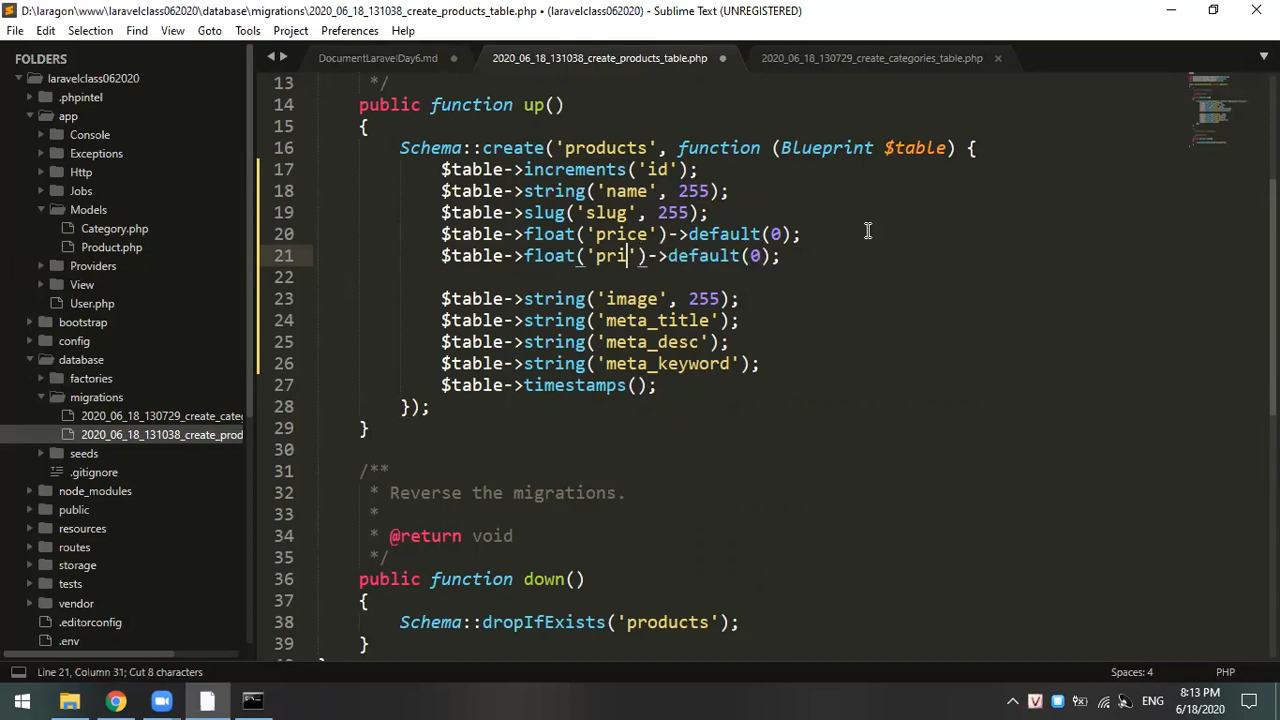 D:\laragon\www\laravelclass062020\database\migrations\2020_06_18_131038_create_products_table.php • (laravelclass062020) - Sublime Text (UNREGISTERED)
File Edit Selection Find View Goto Tools Project Preferences Help
FOLDERS
laravelclass062020
.phpintel
app
Console
Exceptions
Http
Jobs
Models
Category.php
Product.php
Providers
View
User.php
bootstrap
config
database
factories
migrations
2020_06_18_130729_create_cate
2020_06_18_131038_create_prod
seeds
.gitignore
node_modules
public
resources
routes
storage
tests
vendor
.editorconfig
.env
DocumentLaravelDay6.md
2020_06_18_131038_create_products_table.php
2020_06_18_130729_create_categories_table.php
13 */
14 public function up()
15 {
16 Schema::create('products', function (Blueprint $table) {
17 $table->increments('id');
18 $table->string('name', 255);
19 $table->slug('slug', 255);
20 $table->float('price')->default(0);
21 $table->float('pri')->default(0);
22
23 $table->string('image', 255);
24 $table->string('meta_title');
25 $table->string('meta_desc');
26 $table->string('meta_keyword');
27 $table->timestamps();
28 });
29 }
30
31 /**
32 * Reverse the migrations.
33 *
34 * @return void
35 */
36 public function down()
37 {
38 Schema::dropIfExists('products');
39 }
Line 21, Column 31; Cut 8 characters
Spaces: 4
PHP
ENG
8:13 PM
6/18/2020